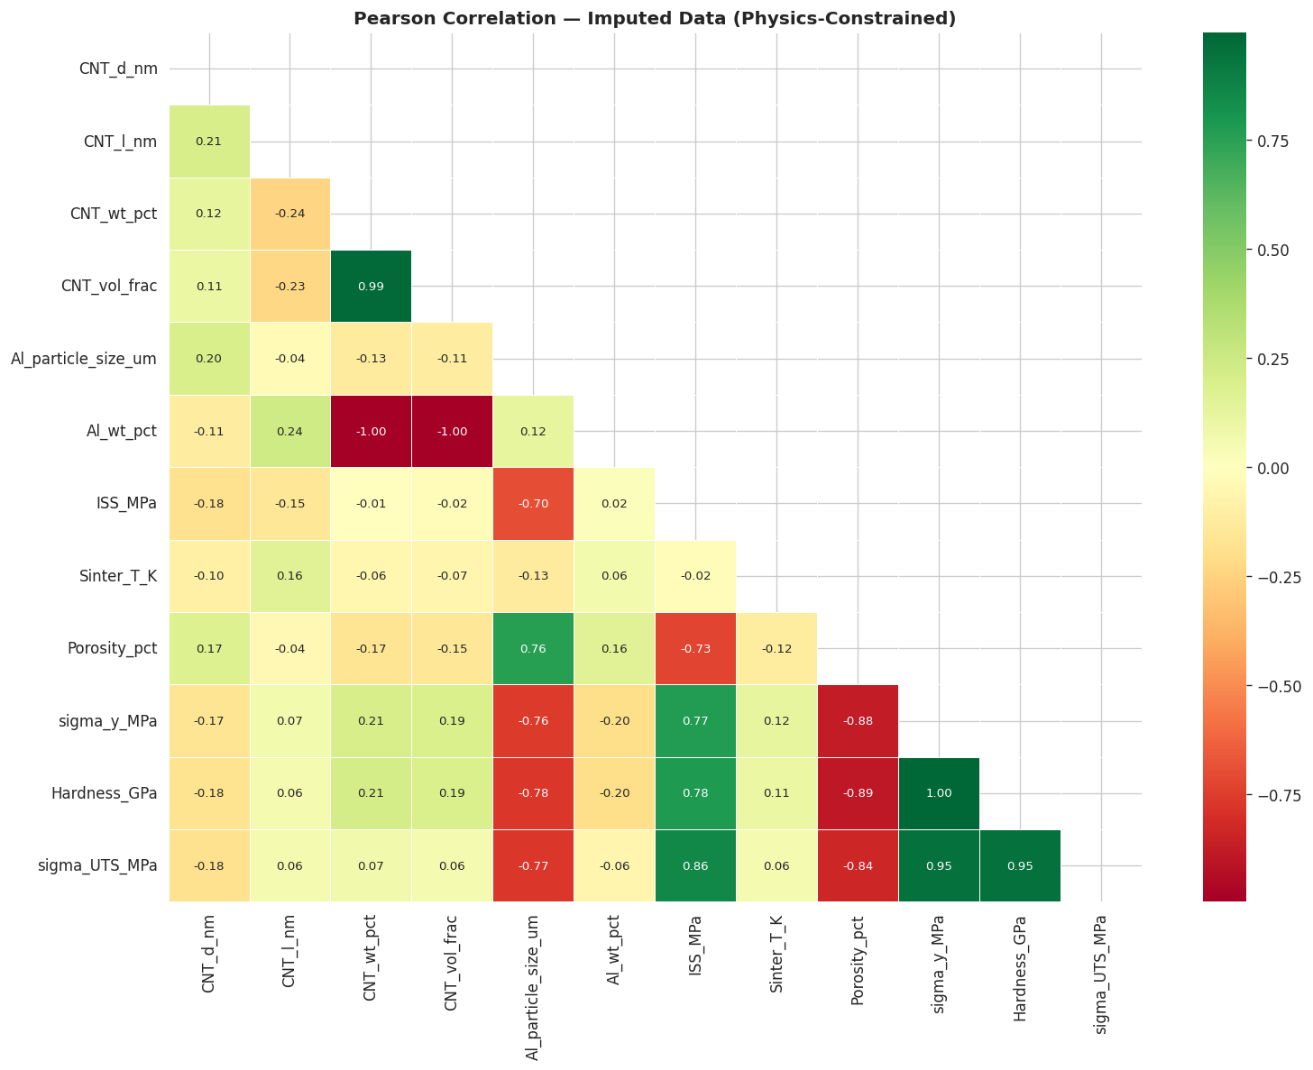 Pearson Correlation — Imputed Data (Physics-Constrained)
CNT_d_nm
CNT_l_nm 0.21
CNT_wt_pct 0.12 -0.24
CNT_vol_frac 0.11 -0.23 0.99
Al_particle_size_um 0.20 -0.04 -0.13 -0.11
Al_wt_pct -0.11 0.24 -1.00 -1.00 0.12
ISS_MPa -0.18 -0.15 -0.01 -0.02 -0.70 0.02
Sinter_T_K -0.10 0.16 -0.06 -0.07 -0.13 0.06 -0.02
Porosity_pct 0.17 -0.04 -0.17 -0.15 0.76 0.16 -0.73 -0.12
sigma_y_MPa -0.17 0.07 0.21 0.19 -0.76 -0.20 0.77 0.12 -0.88
Hardness_GPa -0.18 0.06 0.21 0.19 -0.78 -0.20 0.78 0.11 -0.89 1.00
sigma_UTS_MPa -0.18 0.06 0.07 0.06 -0.77 -0.06 0.86 0.06 -0.84 0.95 0.95
CNT_d_nm
CNT_l_nm
CNT_wt_pct
CNT_vol_frac
Al_particle_size_um
Al_wt_pct
ISS_MPa
Sinter_T_K
Porosity_pct
sigma_y_MPa
Hardness_GPa
sigma_UTS_MPa
0.75
0.50
0.25
0.00
−0.25
−0.50
−0.75